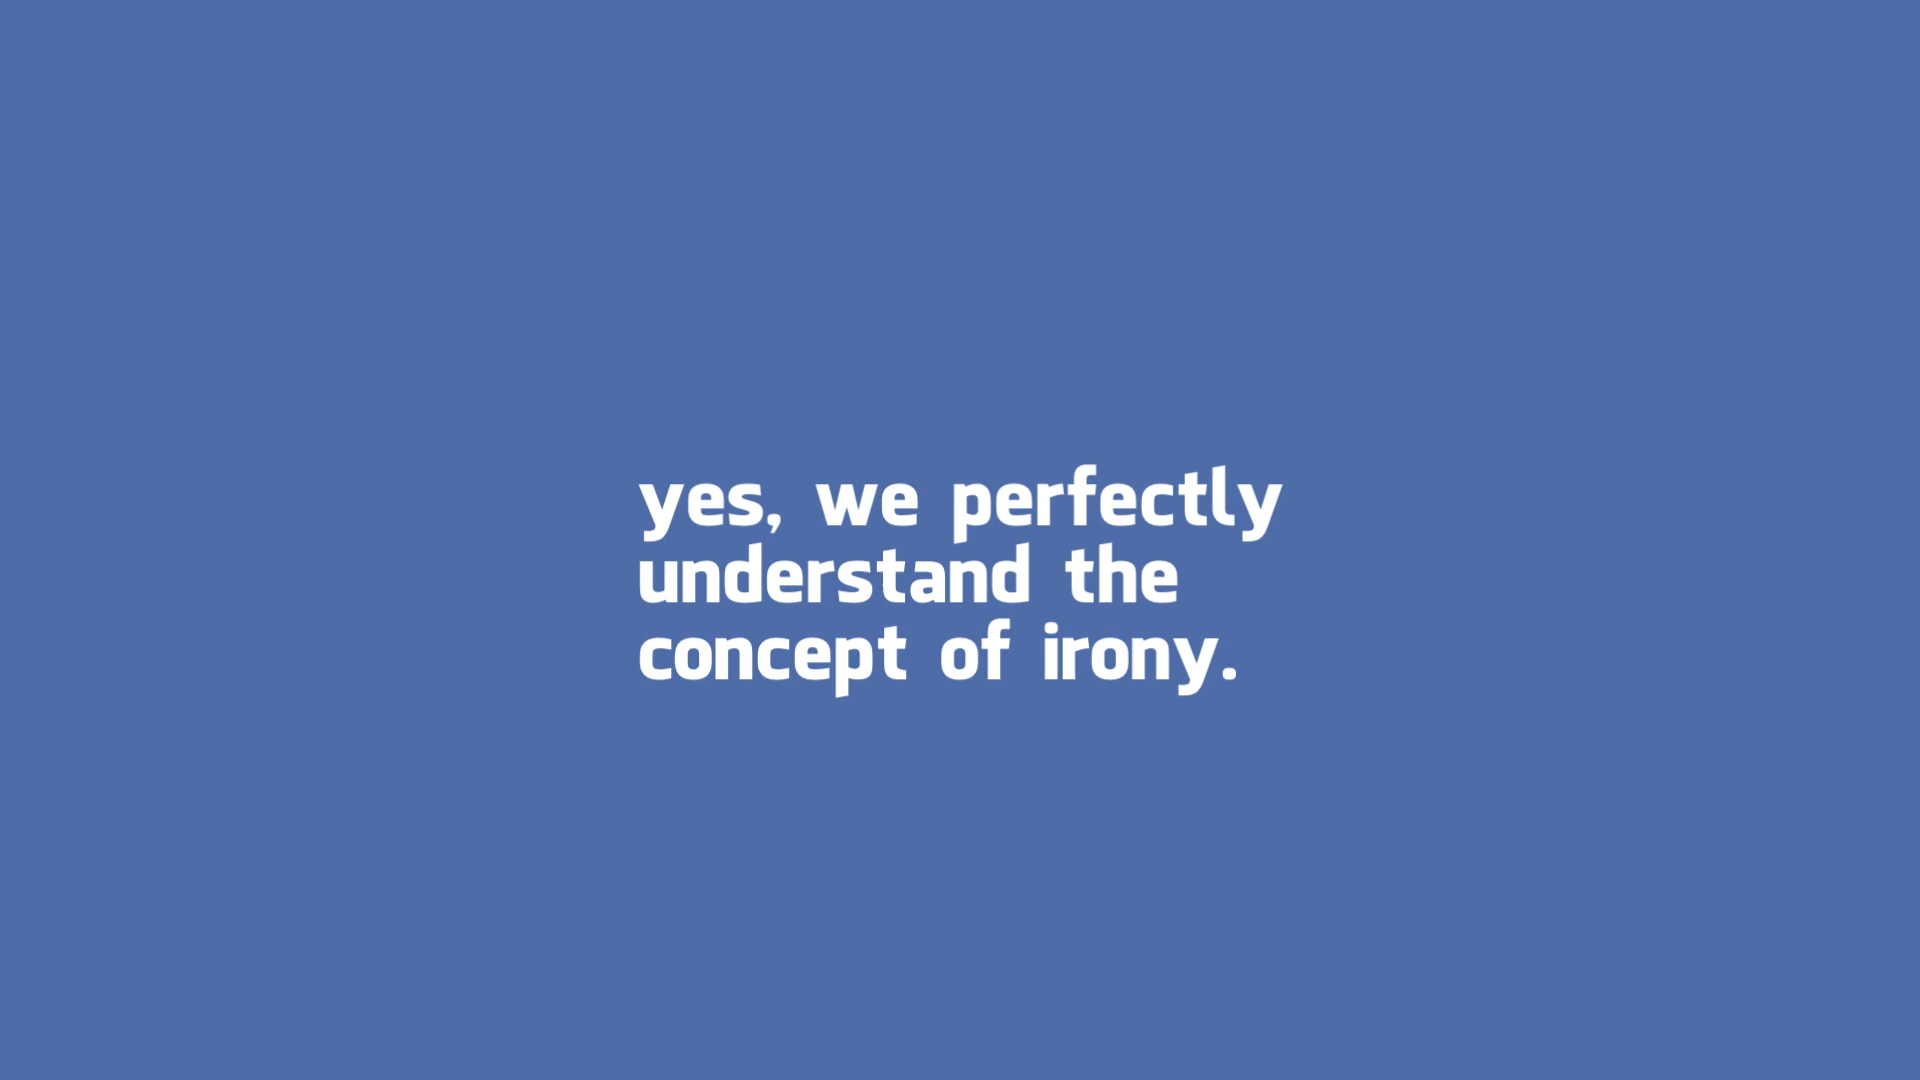 yes, we perfectly
understand the
concept of irony.